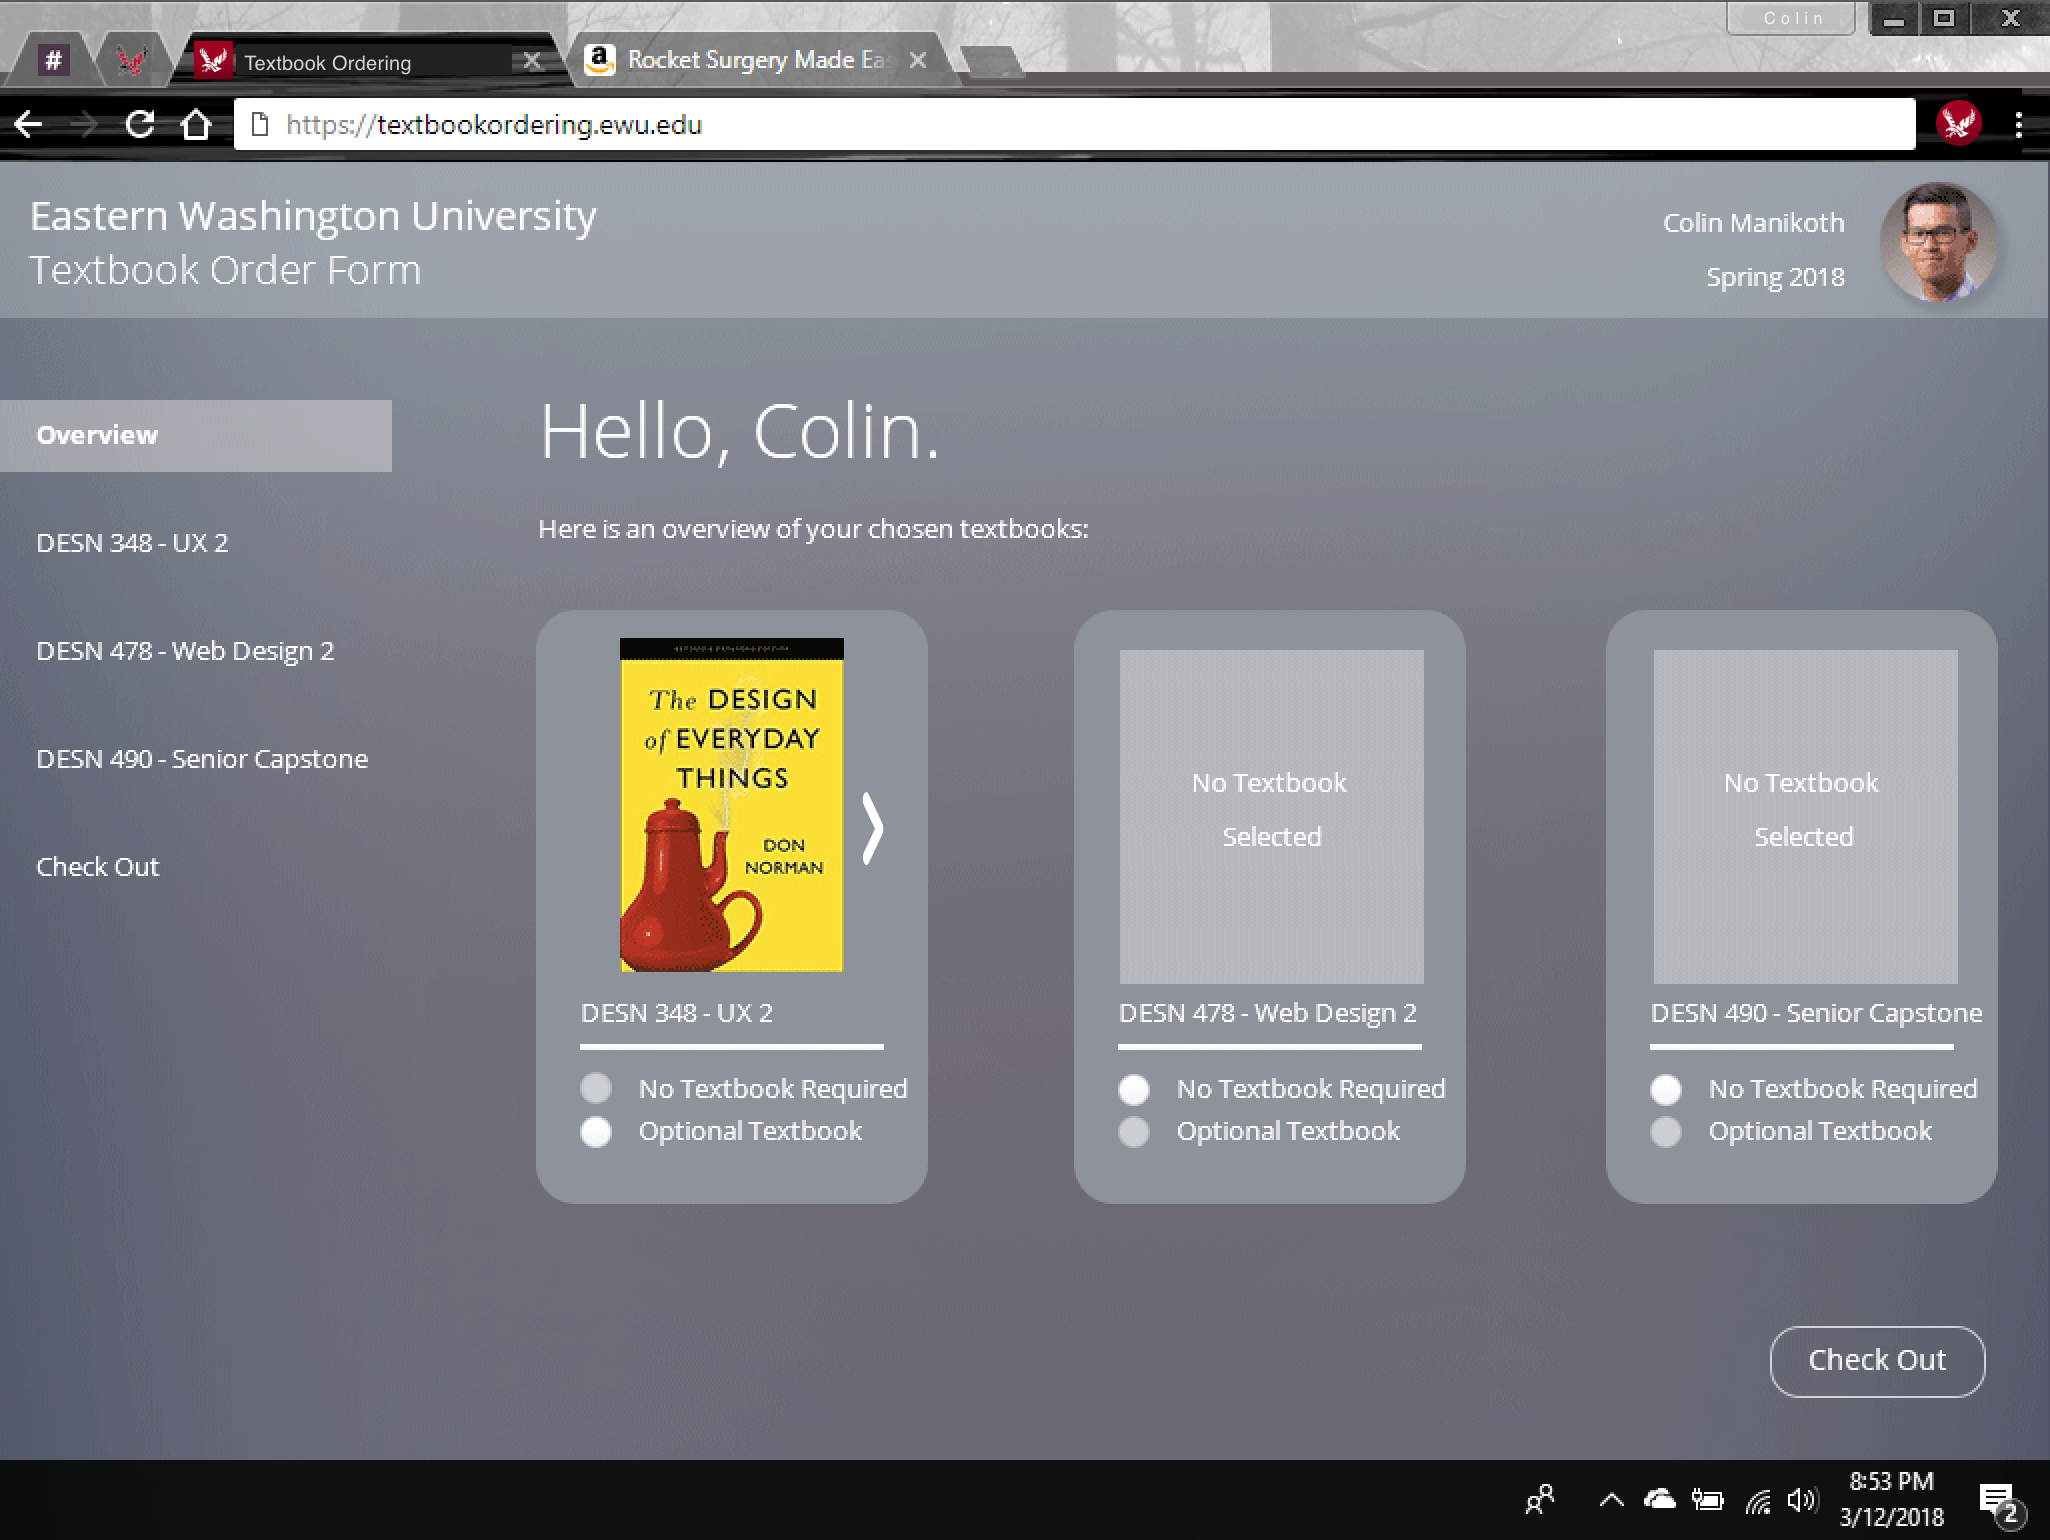 Colin
#
Textbook Ordering
Rocket Surgery Made Eas
https://textbookordering.ewu.edu
Eastern Washington University
Textbook Order Form
Colin Manikoth
Spring 2018
Overview
DESN 348 - UX 2
DESN 478 - Web Design 2
DESN 490 - Senior Capstone
Check Out
Hello, Colin.
Here is an overview of your chosen textbooks:
The DESIGN
of EVERYDAY
THINGS
DON
NORMAN
DESN 348 - UX 2
No Textbook Required
Optional Textbook
No Textbook
Selected
DESN 478 - Web Design 2
No Textbook Required
Optional Textbook
No Textbook
Selected
DESN 490 - Senior Capstone
No Textbook Required
Optional Textbook
Check Out
8:53 PM
3/12/2018
2